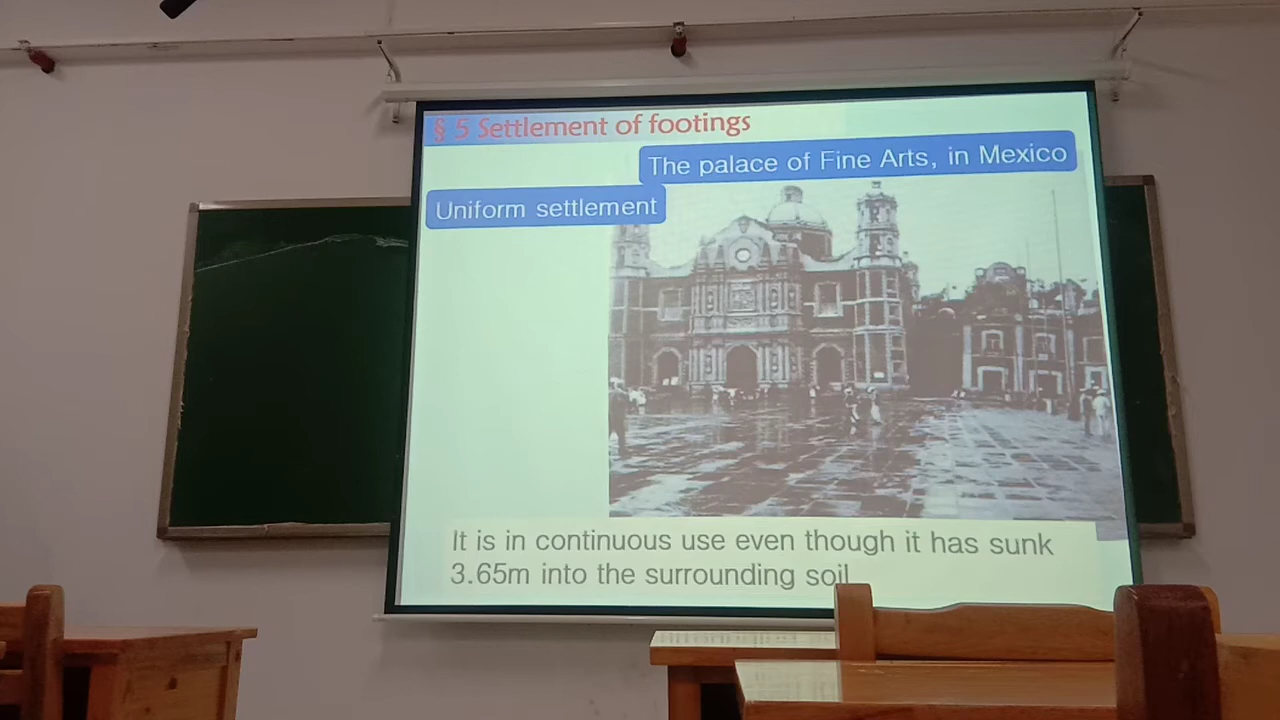 § 5 Settlement of footings
The palace of Fine Arts, in Mexico
Uniform settlement
It is in continuous use even though it has sunk
3.65m into the surrounding soil